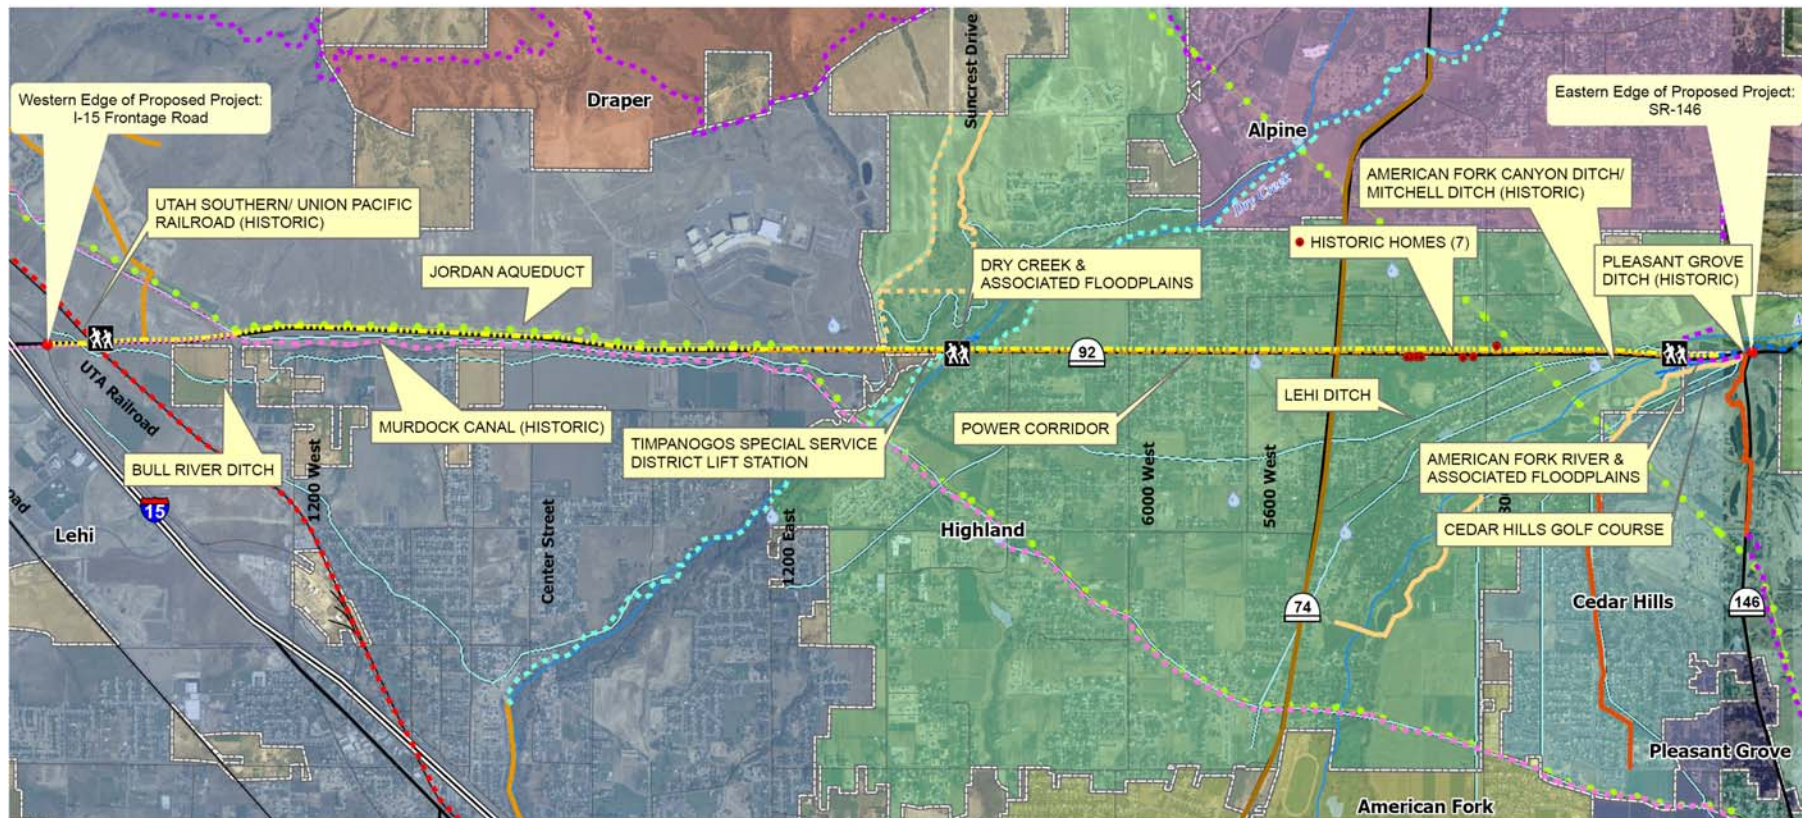 Draper
Suncrest Drive
Alpine
Western Edge of Proposed Project:
I-15 Frontage Road
Eastern Edge of Proposed Project:
SR-146
UTAH SOUTHERN/ UNION PACIFIC
RAILROAD (HISTORIC)
AMERICAN FORK CANYON DITCH/
MITCHELL DITCH (HISTORIC)
Dry Creek
HISTORIC HOMES (7)
JORDAN AQUEDUCT
DRY CREEK &
ASSOCIATED FLOODPLAINS
PLEASANT GROVE
DITCH (HISTORIC)
92
UTA Railroad
LEHI DITCH
MURDOCK CANAL (HISTORIC)
POWER CORRIDOR
TIMPANOGOS SPECIAL SERVICE
DISTRICT LIFT STATION
BULL RIVER DITCH
AMERICAN FORK RIVER &
ASSOCIATED FLOODPLAINS
1200 West
6000 West
5600 West
15
Lehi
Center Street
1200 East
Highland
CEDAR HILLS GOLF COURSE
74
Cedar Hills
146
Pleasant Grove
American Fork